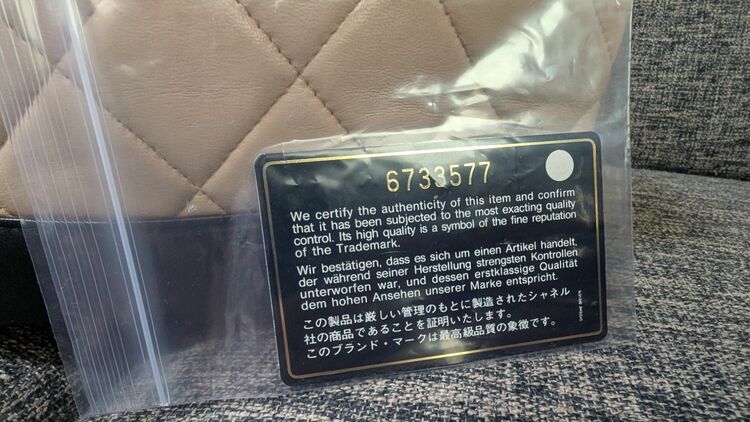 6733577
We certify the authenticity of this item and confirm
that it has been subjected to the most exacting quality
control. Its high quality is a symbol of the fine reputation
of the Trademark.
Wir bestätigen, dass es sich um einen Artikel handelt,
der während seiner Herstellung strengsten Kontrollen
unterworfen war, und dessen erstklassige Qualität
dem hohen Ansehen unserer Marke entspricht.
この製品は厳しい管理のもとに製造されたシャネル
社の商品であることを証明いたします。
このブランド・マークは最高級品質の象徴です。